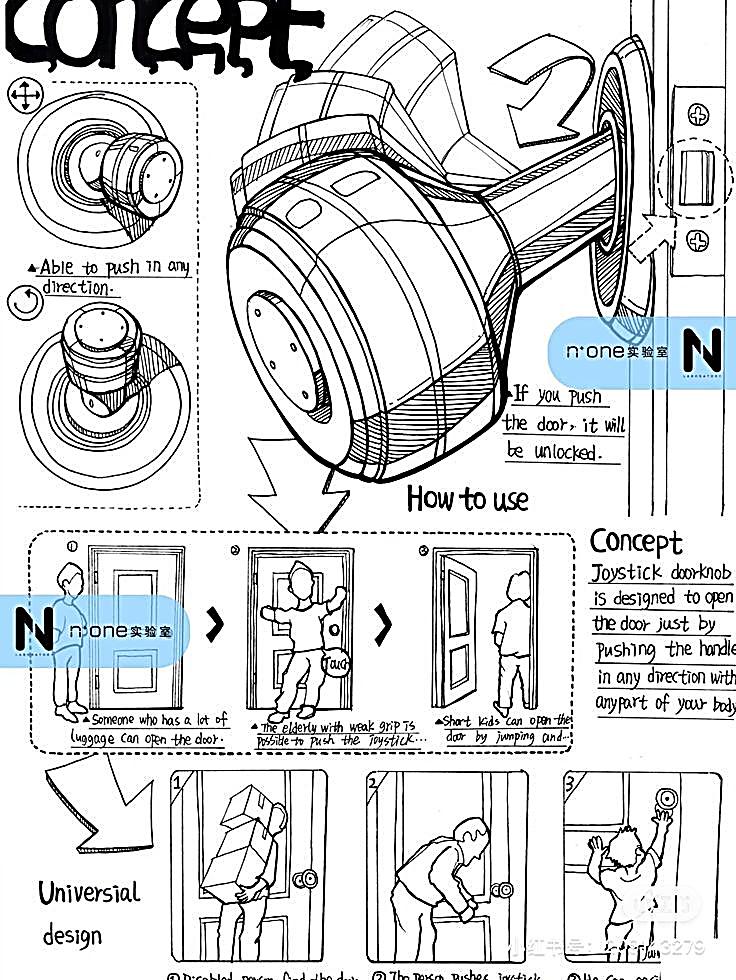 concept
▲Able to push in any
direction.
If you push
the door, it will
be unlocked.
n·one实验室
N
LABORATORY
How to use
Concept
Joystick doorknob
is designed to open
the door just by
pushing the handle
in any direction with
anypart of your body
N
n·one实验室
①
②
③
Touch
▲Someone who has a lot of
luggage can open the door.
▲The elderly with weak grip is
possible to push the Joystick...
▲Short kids can open the
door by jumping and...
Universial
design
1
2
3
小红书号:
①Disabled person find the door
②The person pushes joystick
③He can easil